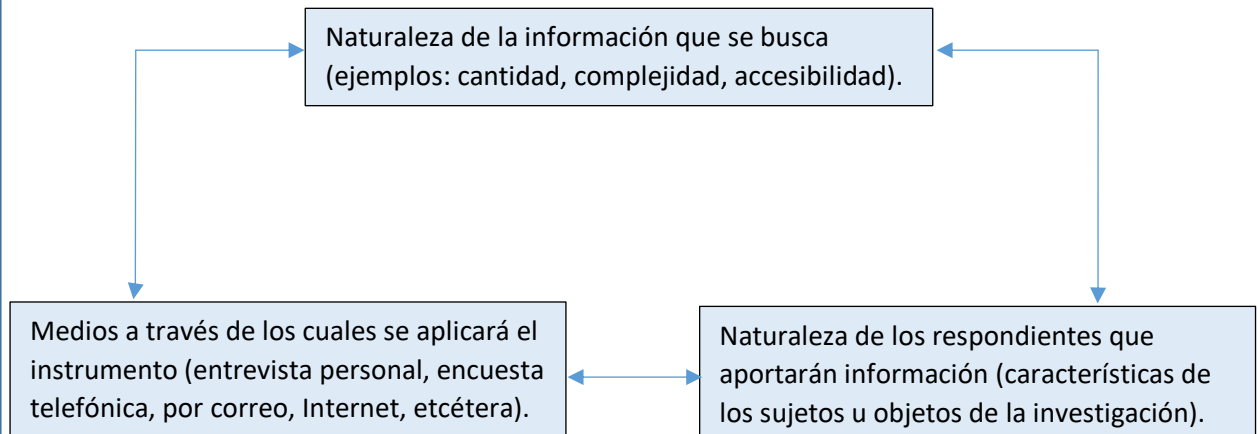 Naturaleza de la información que se busca
(ejemplos: cantidad, complejidad, accesibilidad).
Medios a través de los cuales se aplicará el
instrumento (entrevista personal, encuesta
telefónica, por correo, Internet, etcétera).
Naturaleza de los respondientes que
aportarán información (características de
los sujetos u objetos de la investigación).